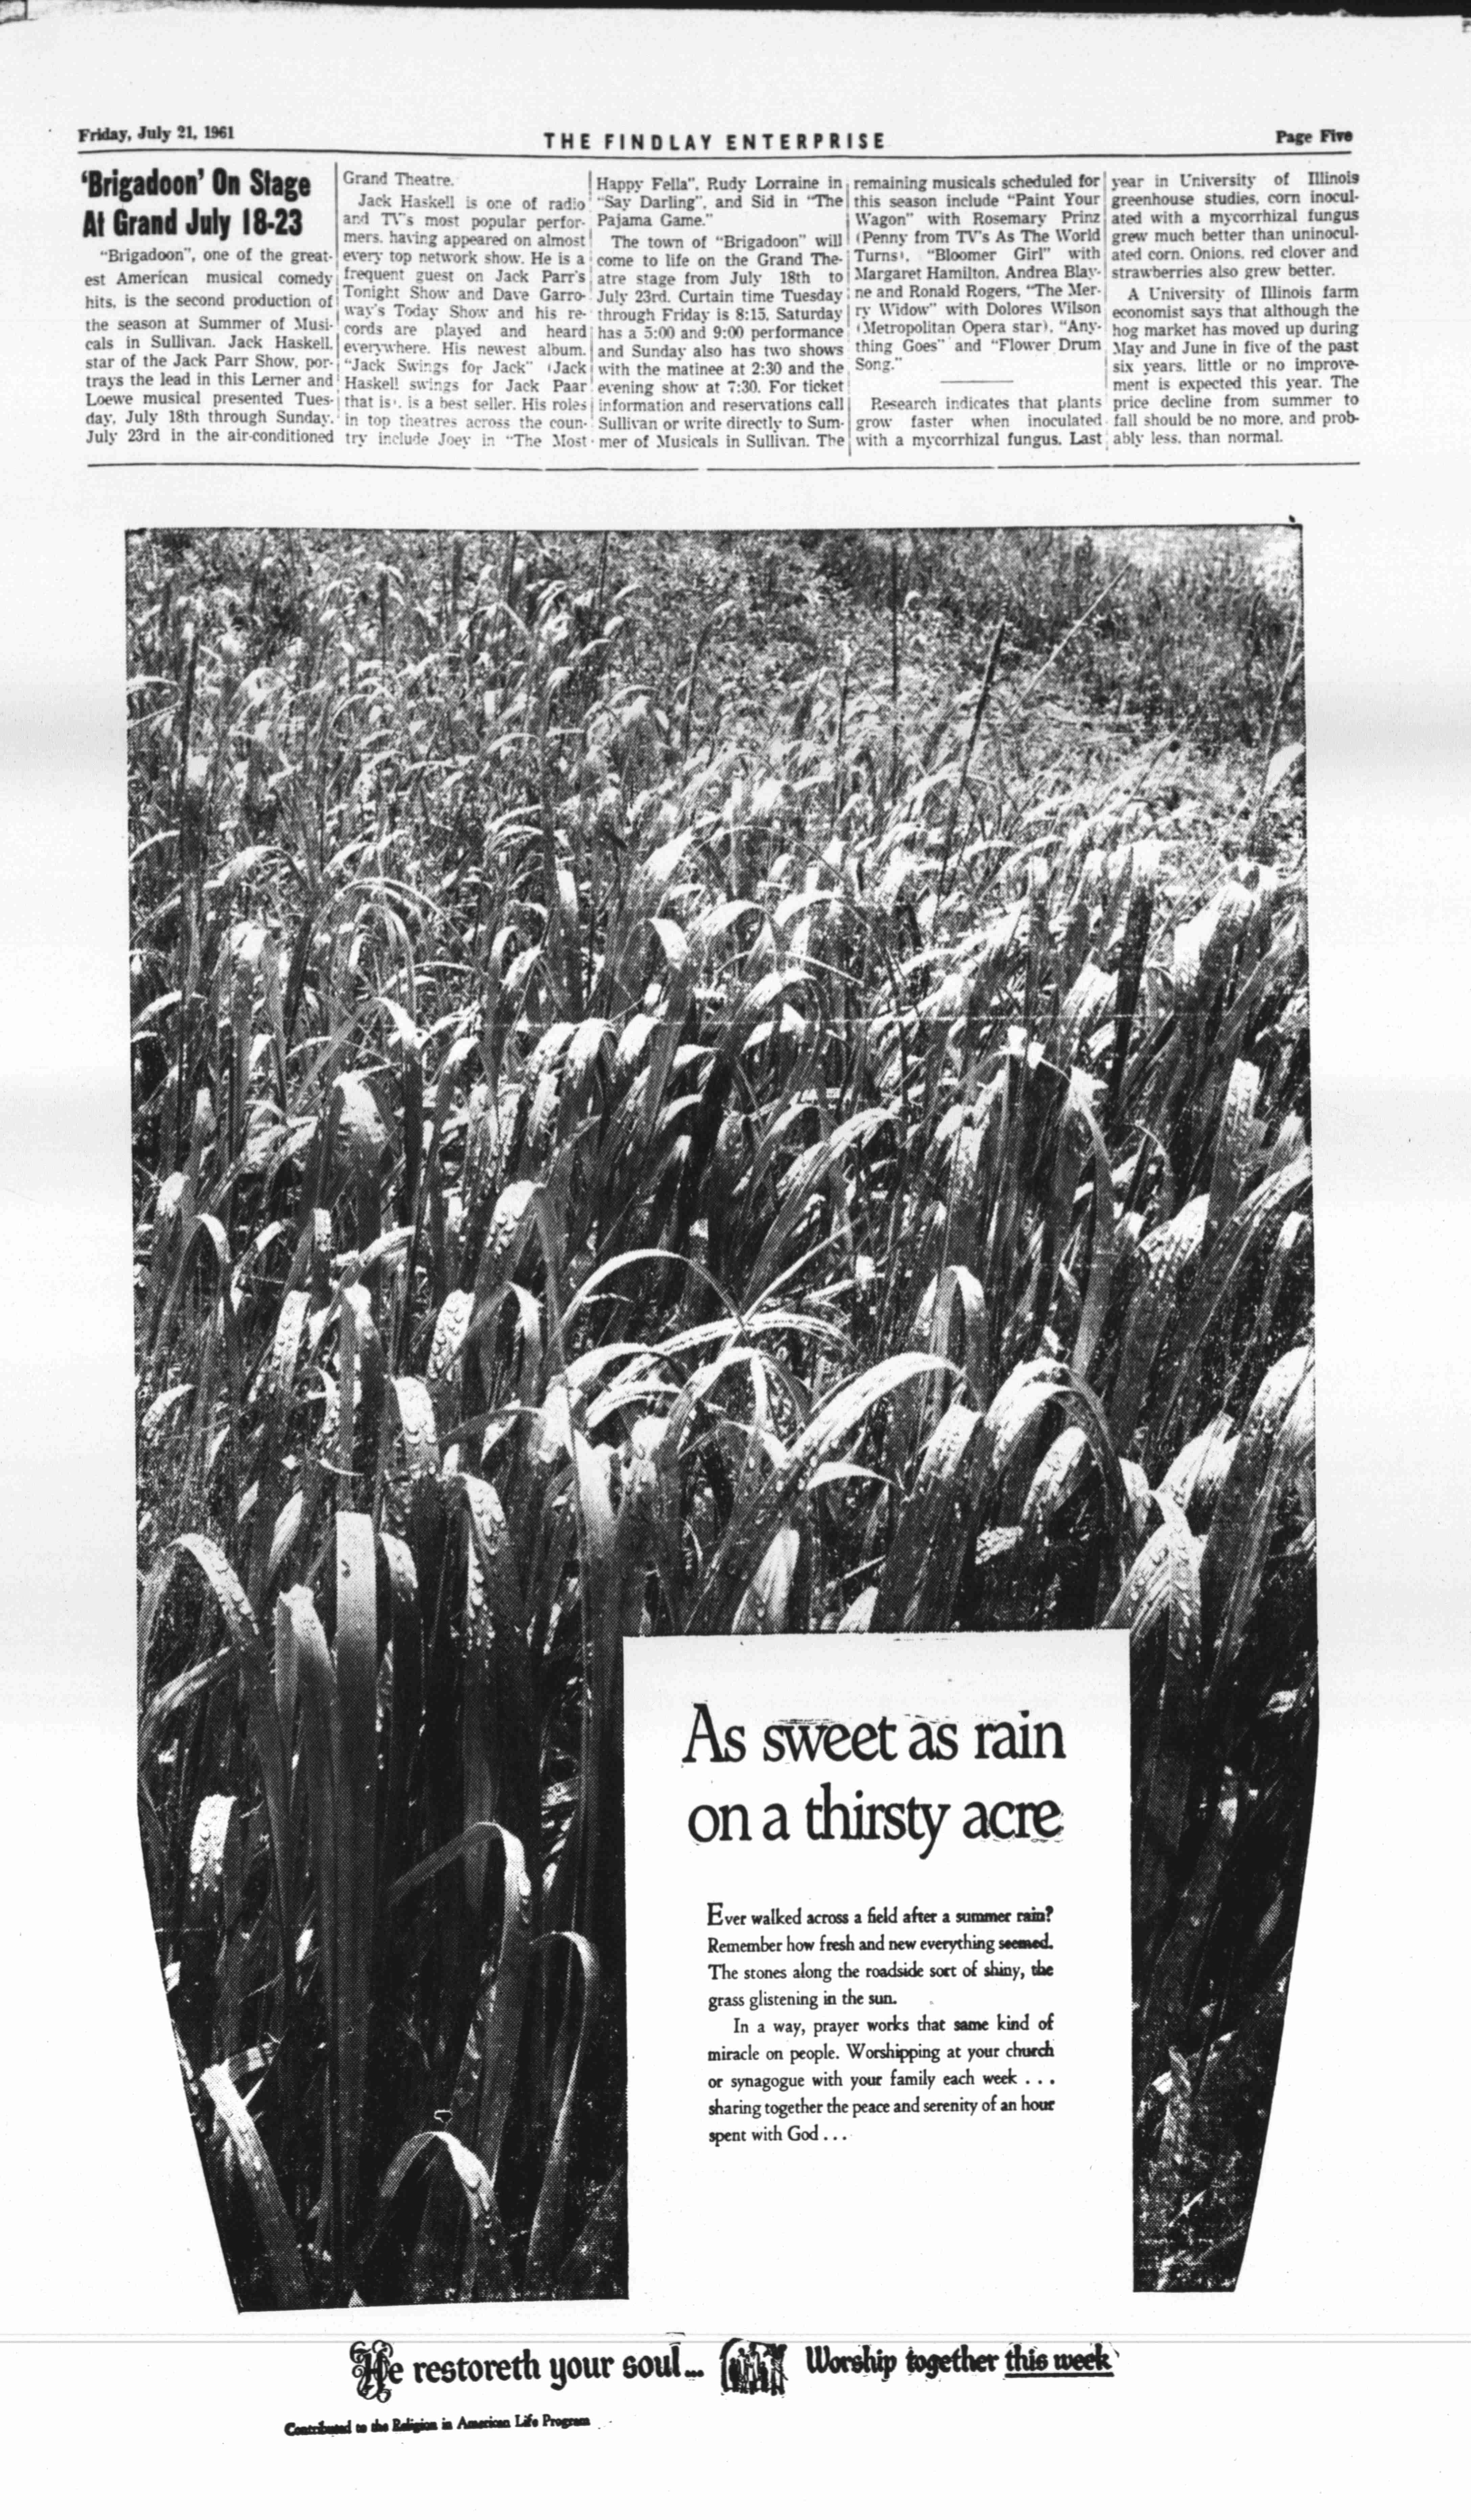 Friday, July 21, 1961
THE FINDLAY ENTERPRISE
Page Five
'Brigadoon' On Stage
At Grand July 18-23
"Brigadoon", one of the great-
est American musical comedy
hits, is the second production of
the season at Summer of Musi-
cals in Sullivan. Jack Haskell,
star of the Jack Parr Show, por-
trays the lead in this Lerner and
Loewe musical presented Tues-
day, July 18th through Sunday,
July 23rd in the air-conditioned
Grand Theatre.
Jack Haskell is one of radio
and TV's most popular perfor-
mers, having appeared on almost
every top network show. He is a
frequent guest on Jack Parr's
Tonight Show and Dave Garro-
way's Today Show and his re-
cords are played and heard
everywhere. His newest album,
"Jack Swings for Jack" (Jack
Haskell swings for Jack Paar
that is), is a best seller. His roles
in top theatres across the coun-
try include Joey in "The Most
Happy Fella", Rudy Lorraine in
"Say Darling", and Sid in "The
Pajama Game."
The town of "Brigadoon" will
come to life on the Grand The-
atre stage from July 18th to
July 23rd. Curtain time Tuesday
through Friday is 8:15, Saturday
has a 5:00 and 9:00 performance
and Sunday also has two shows
with the matinee at 2:30 and the
evening show at 7:30. For ticket
information and reservations call
Sullivan or write directly to Sum-
mer of Musicals in Sullivan. The
remaining musicals scheduled for
this season include "Paint Your
Wagon" with Rosemary Prinz
(Penny from TV's As The World
Turns), "Bloomer Girl" with
Margaret Hamilton, Andrea Blay-
ne and Ronald Rogers, "The Mer-
ry Widow" with Dolores Wilson
(Metropolitan Opera star), "Any-
thing Goes" and "Flower Drum
Song."
Research indicates that plants
grow faster when inoculated
with a mycorrhizal fungus. Last
year in University of Illinois
greenhouse studies, corn inocul-
ated with a mycorrhizal fungus
grew much better than uninocul-
ated corn. Onions, red clover and
strawberries also grew better.
A University of Illinois farm
economist says that although the
hog market has moved up during
May and June in five of the past
six years, little or no improve-
ment is expected this year. The
price decline from summer to
fall should be no more, and prob-
ably less, than normal.
As sweet as rain
on a thirsty acre
Ever walked across a field after a summer rain?
Remember how fresh and new everything seemed.
The stones along the roadside sort of shiny, the
grass glistening in the sun.
In a way, prayer works that same kind of
miracle on people. Worshipping at your church
or synagogue with your family each week . . .
sharing together the peace and serenity of an hour
spent with God . . .
He restoreth your soul... Worship together this week
Contributed to the Religion in American Life Program